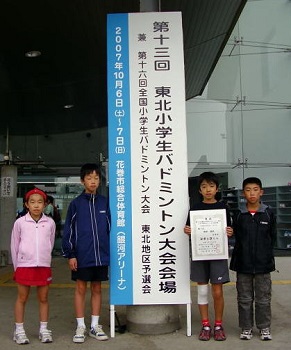 第十三回 東北小学生バドミントン大会会場
兼 第十六回全国小学生バドミントン大会 東北地区予選会
2007年10月6日(土)～7日(日) 花巻市総合体育館(銀河アリーナ)